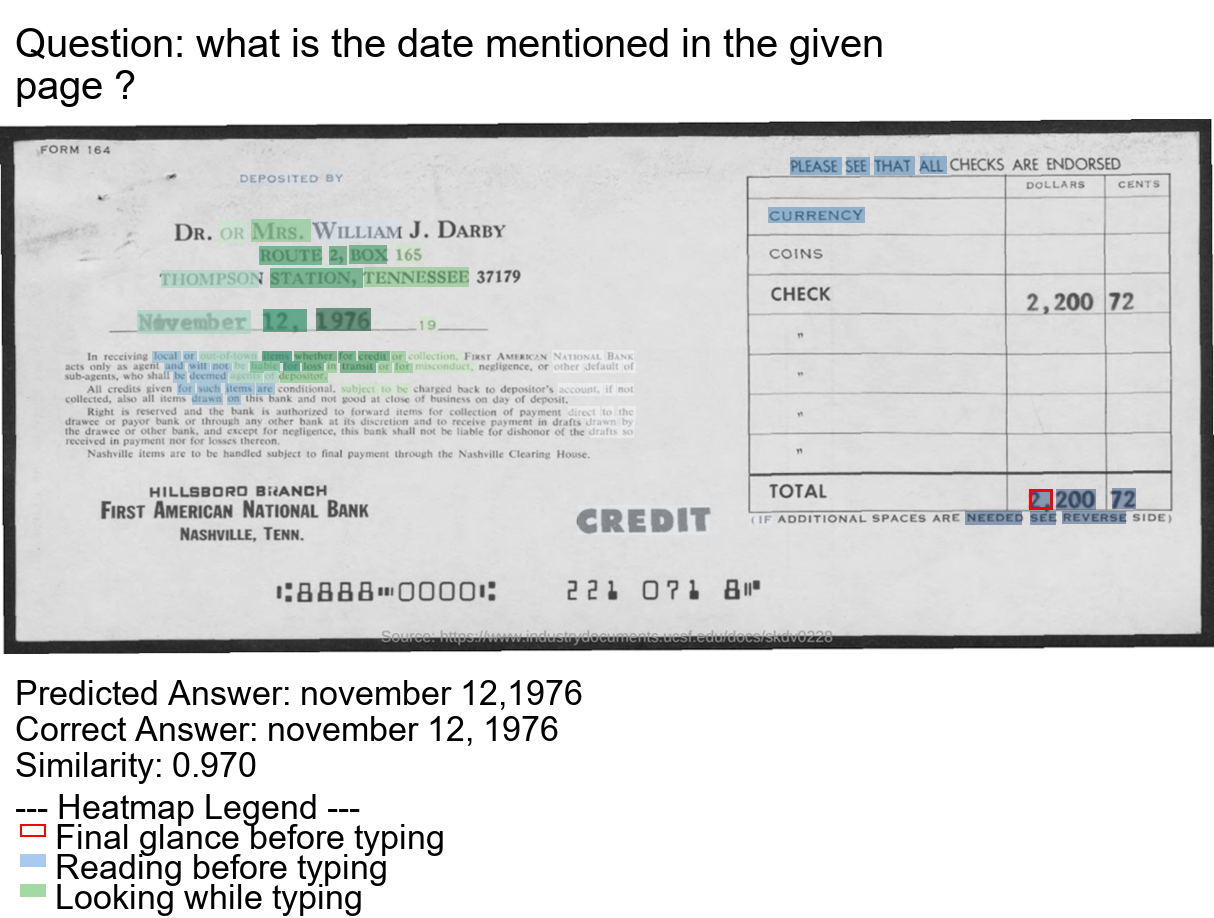 Question: what is the date mentioned in the given
page ?
FORM 164
DEPOSITED BY
DR. OR MRS. WILLIAM J. DARBY
ROUTE 2, BOX 165
THOMPSON STATION, TENNESSEE 37179
November 12, 1976 19
In receiving local or out-of-town items whether for credit or collection, FIRST AMERICAN NATIONAL BANK
acts only as agent and will not be liable for loss in transit or for misconduct, negligence, or other default of
sub-agents, who shall be deemed agents of depositor.
All credits given for such items are conditional, subject to be charged back to depositor's account, if not
collected, also all items drawn on this bank and not good at close of business on day of deposit.
Right is reserved and the bank is authorized to forward items for collection of payment direct to the
drawee or payor bank or through any other bank at its discretion and to receive payment in drafts drawn by
the drawee or other bank, and except for negligence, this bank shall not be liable for dishonor of the drafts so
received in payment nor for losses thereon.
Nashville items are to be handled subject to final payment through the Nashville Clearing House.
HILLSBORO BRANCH
FIRST AMERICAN NATIONAL BANK
NASHVILLE, TENN.
CREDIT
PLEASE SEE THAT ALL CHECKS ARE ENDORSED
DOLLARS CENTS
CURRENCY
COINS
CHECK 2,200 72
"
"
"
"
TOTAL 2,200 72
(IF ADDITIONAL SPACES ARE NEEDED SEE REVERSE SIDE)
⑆8888⑉0000⑆ 221 071 8⑈
Source: https://www.industrydocuments.ucsf.edu/docs/skdv0228
Predicted Answer: november 12,1976
Correct Answer: november 12, 1976
Similarity: 0.970
--- Heatmap Legend ---
Final glance before typing
Reading before typing
Looking while typing